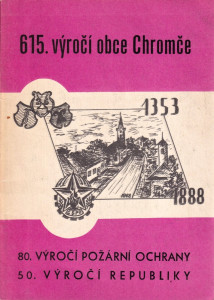 615. výročí obce Chromče
1353
1888
80. VÝROČÍ POŽÁRNÍ OCHRANY
50. VÝROČÍ REPUBLIKY